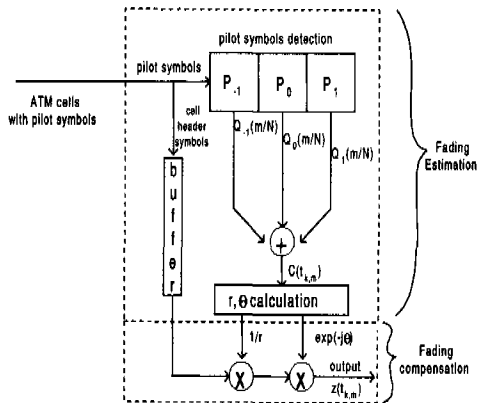 pilot symbols detection
pilot symbols
P-1 P0 P1
ATM cells
with pilot symbols
cell
header
symbols
Q-1(m/N)
Q0(m/N)
Q1(m/N)
Fading
Estimation
buffer
+
C(tk,m)
r, θ calculation
1/r
exp(-jθ)
X
X
output
z(tk,m)
Fading
compensation